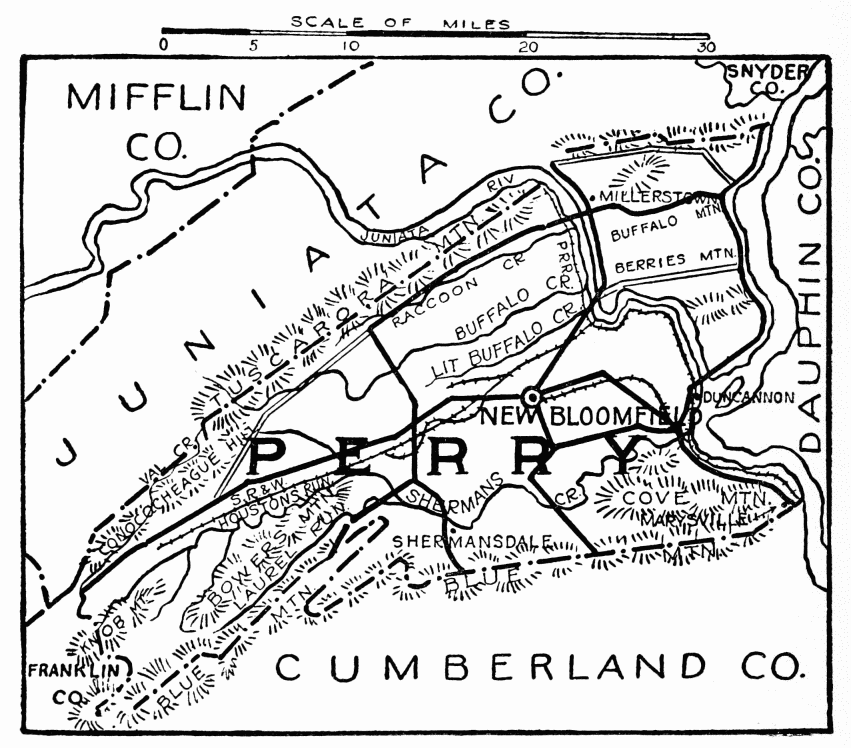 SCALE OF MILES
0 5 10 20 30
SNYDER
CO.
MIFFLIN
CO.
JUNIATA CO.
RIV
JUNIATA
MILLERSTOWN
TUSCARORA MTN.
BUFFALO MTN
P.R.R.
BERRIES MTN.
RACCOON CR
BUFFALO CR.
LIT BUFFALO CR.
DAUPHIN CO.
DUNCANNON
NEW BLOOMFIELD
PERRY
VAL CR.
CONOCOCHEAGUE HILL
S.R.&W.
HOUSTONS RUN
SHERMANS CR.
COVE MTN.
MARYSVILLE
BOWERS MTN
LAUREL RUN
SHERMANSDALE
BLUE MTN
KNOB MT.
BLUE MTN
FRANKLIN
CO.
CUMBERLAND CO.